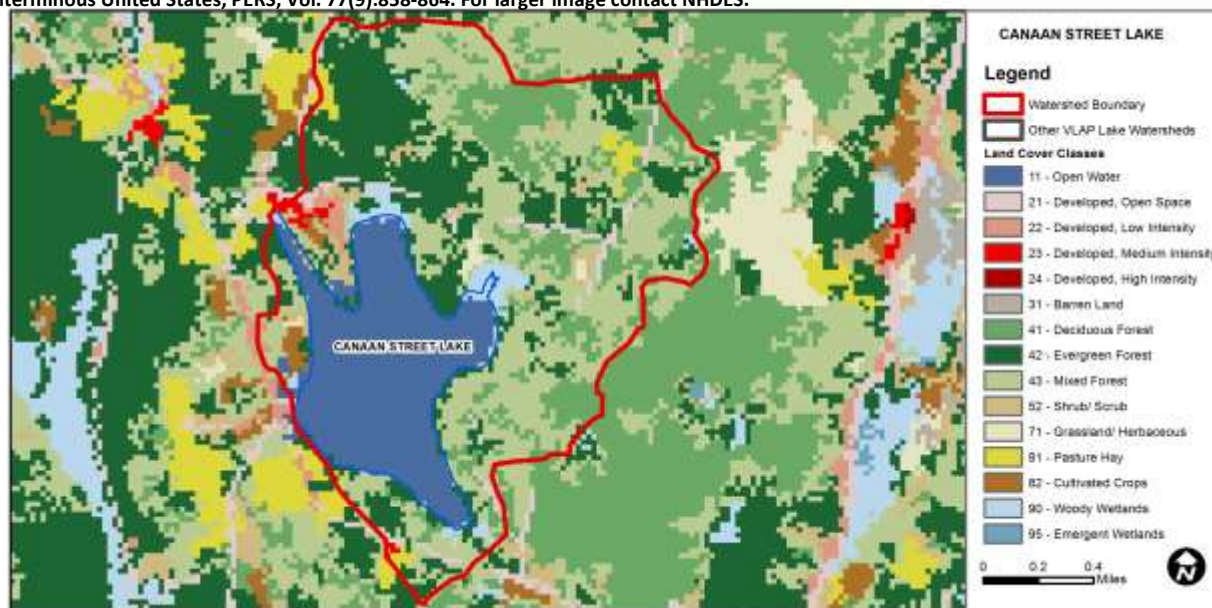 nterminous United States, PERS, Vol. 77(9):858-864. For larger image contact NHDES.
CANAAN STREET LAKE
Legend
Watershed Boundary
Other VLAP Lake Watersheds
Land Cover Classes
11 - Open Water
21 - Developed, Open Space
22 - Developed, Low Intensity
23 - Developed, Medium Intensity
24 - Developed, High Intensity
31 - Barren Land
41 - Deciduous Forest
42 - Evergreen Forest
43 - Mixed Forest
52 - Shrub/ Scrub
71 - Grassland/ Herbaceous
81 - Pasture Hay
82 - Cultivated Crops
90 - Woody Wetlands
95 - Emergent Wetlands
0 0.2 0.4
Miles
N
CANAAN STREET LAKE